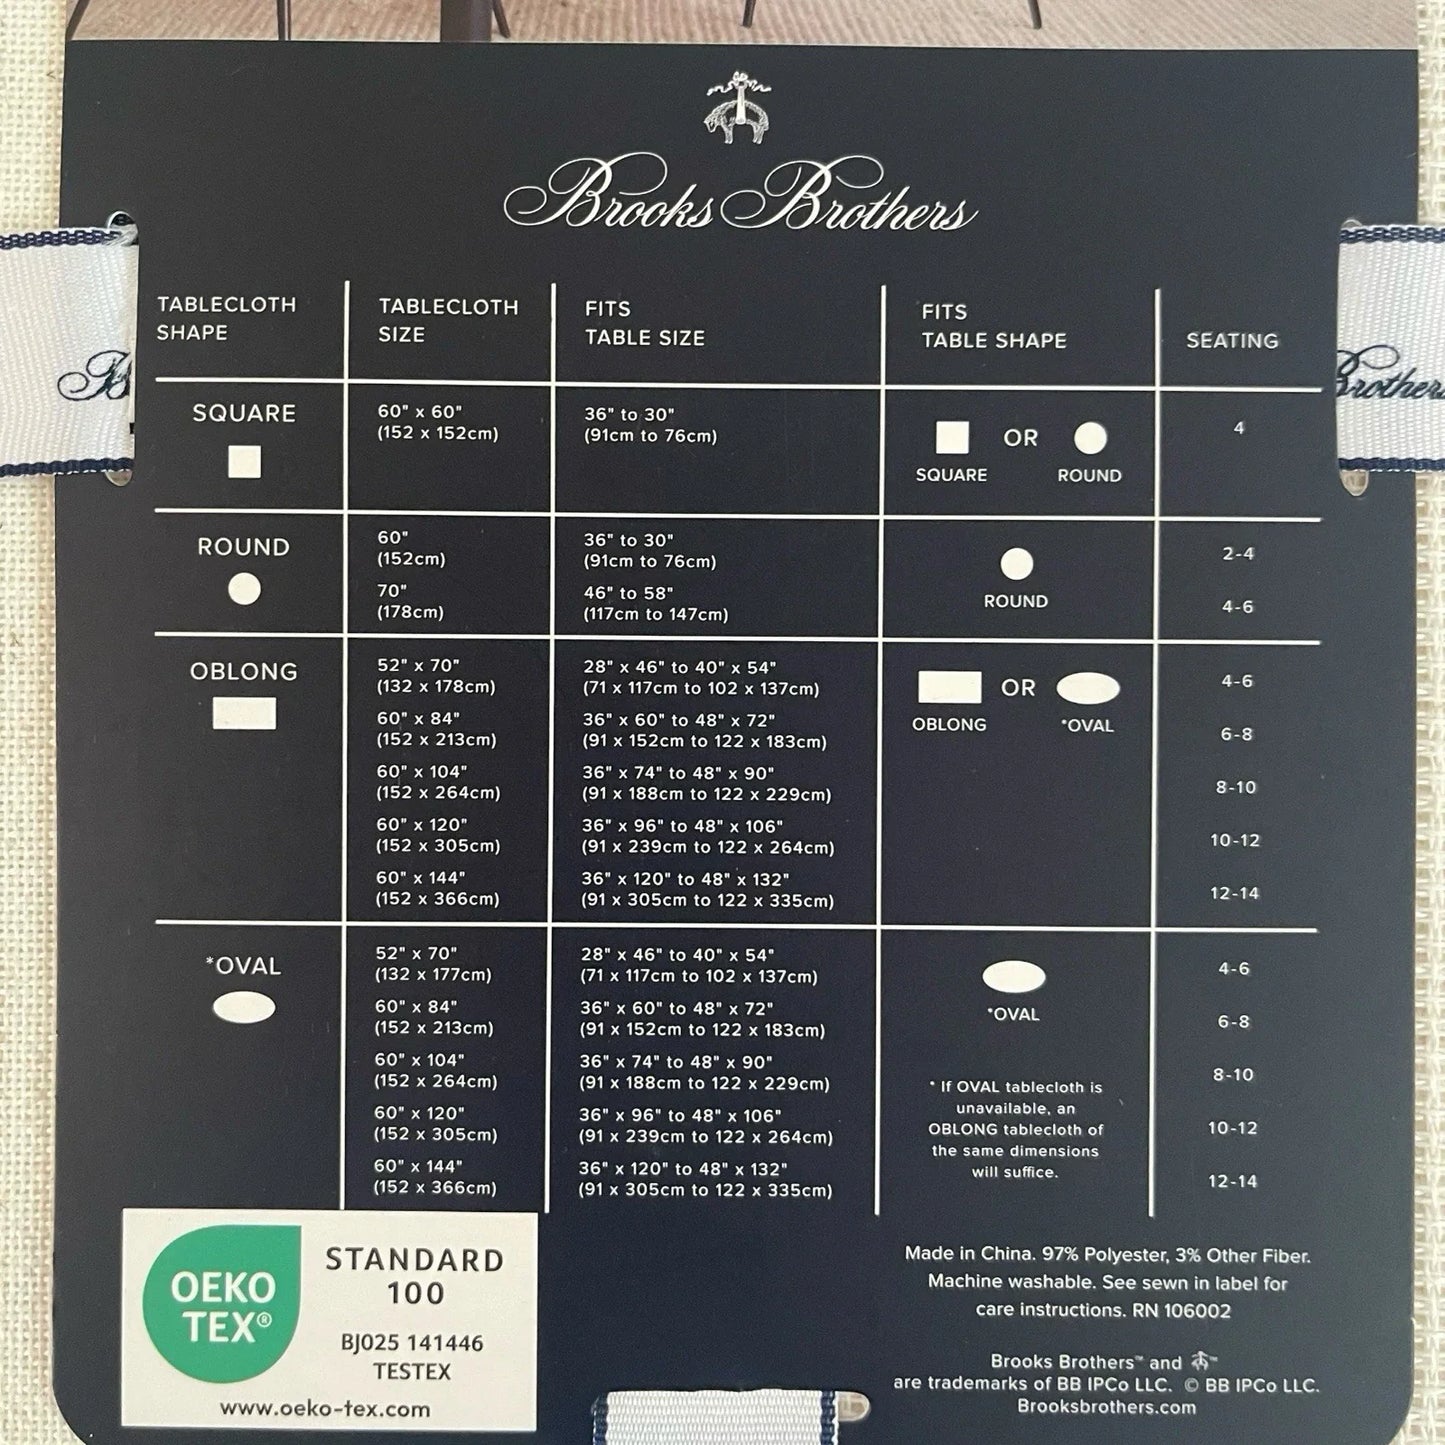 Brooks Brothers
TABLECLOTH SHAPE
TABLECLOTH SIZE
FITS TABLE SIZE
FITS TABLE SHAPE
SEATING
SQUARE
60" x 60"
(152 x 152cm)
36" to 30"
(91cm to 76cm)
OR
SQUARE
ROUND
4
ROUND
60"
(152cm)
36" to 30"
(91cm to 76cm)
2-4
70"
(178cm)
46" to 58"
(117cm to 147cm)
4-6
ROUND
OBLONG
52" x 70"
(132 x 178cm)
28" x 46" to 40" x 54"
(71 x 117cm to 102 x 137cm)
OR
OBLONG
*OVAL
4-6
60" x 84"
(152 x 213cm)
36" x 60" to 48" x 72"
(91 x 152cm to 122 x 183cm)
6-8
60" x 104"
(152 x 264cm)
36" x 74" to 48" x 90"
(91 x 188cm to 122 x 229cm)
8-10
60" x 120"
(152 x 305cm)
36" x 96" to 48" x 106"
(91 x 239cm to 122 x 264cm)
10-12
60" x 144"
(152 x 366cm)
36" x 120" to 48" x 132"
(91 x 305cm to 122 x 335cm)
12-14
*OVAL
52" x 70"
(132 x 177cm)
28" x 46" to 40" x 54"
(71 x 117cm to 102 x 137cm)
*OVAL
4-6
60" x 84"
(152 x 213cm)
36" x 60" to 48" x 72"
(91 x 152cm to 122 x 183cm)
6-8
60" x 104"
(152 x 264cm)
36" x 74" to 48" x 90"
(91 x 188cm to 122 x 229cm)
8-10
60" x 120"
(152 x 305cm)
36" x 96" to 48" x 106"
(91 x 239cm to 122 x 264cm)
10-12
60" x 144"
(152 x 366cm)
36" x 120" to 48" x 132"
(91 x 305cm to 122 x 335cm)
12-14
* If OVAL tablecloth is
unavailable, an
OBLONG tablecloth of
the same dimensions
will suffice.
OEKO
TEX®
STANDARD
100
BJ025 141446
TESTEX
www.oeko-tex.com
Made in China. 97% Polyester, 3% Other Fiber.
Machine washable. See sewn in label for
care instructions. RN 106002
Brooks Brothers™ and ™
are trademarks of BB IPCo LLC. © BB IPCo LLC.
Brooksbrothers.com
B
Brothers